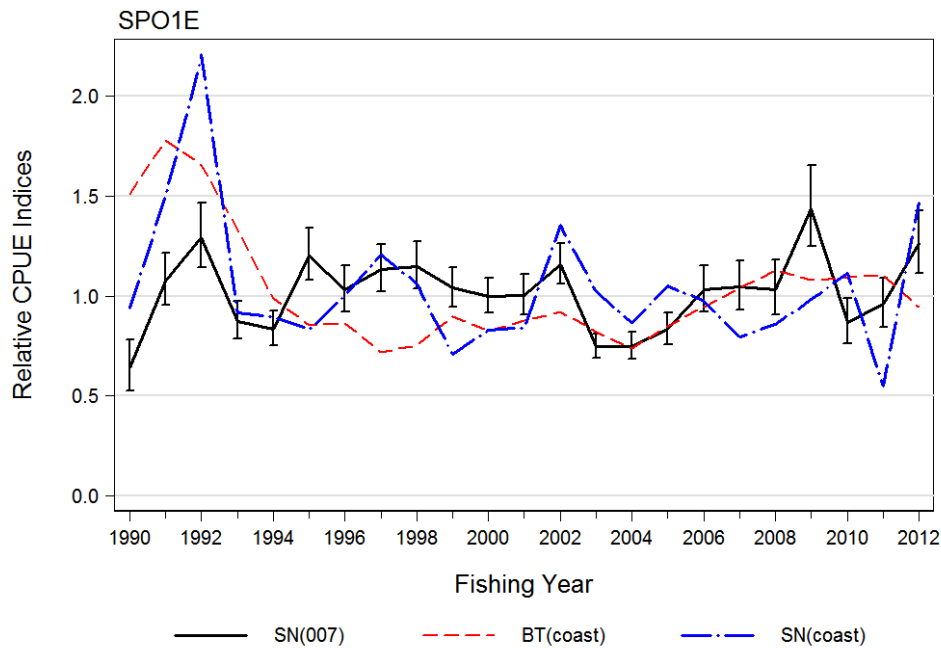 SPO1E
Relative CPUE Indices
2.0
1.5
1.0
0.5
0.0
1990 1992 1994 1996 1998 2000 2002 2004 2006 2008 2010 2012
Fishing Year
SN(007) BT(coast) SN(coast)